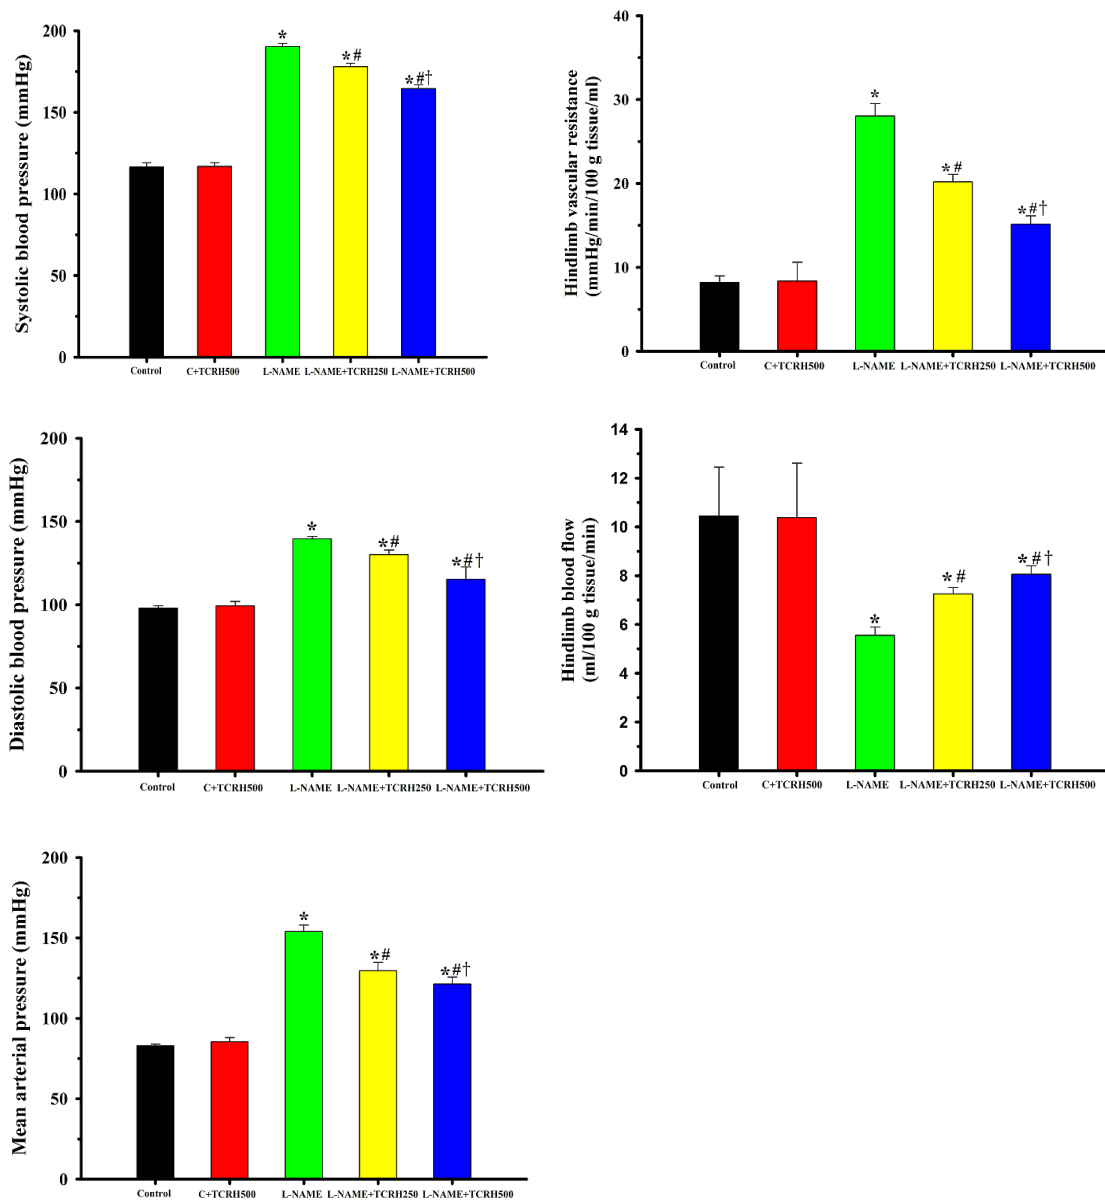 Systolic blood pressure (mmHg)
200
150
100
50
0
*
*#
*#†
Control
C+TCRH500
L-NAME
L-NAME+TCRH250
L-NAME+TCRH500
Hindlimb vascular resistance
(mmHg/min/100 g tissue/ml)
40
30
20
10
0
*
*#
*#†
Control
C+TCRH500
L-NAME
L-NAME+TCRH250
L-NAME+TCRH500
Diastolic blood pressure (mmHg)
200
150
100
50
0
*
*#
*#†
Control
C+TCRH500
L-NAME
L-NAME+TCRH250
L-NAME+TCRH500
Hindlimb blood flow
(ml/100 g tissue/min)
14
12
10
8
6
4
2
0
*
*#
*#†
Control
C+TCRH500
L-NAME
L-NAME+TCRH250
L-NAME+TCRH500
Mean arterial pressure (mmHg)
200
150
100
50
0
*
*#
*#†
Control
C+TCRH500
L-NAME
L-NAME+TCRH250
L-NAME+TCRH500